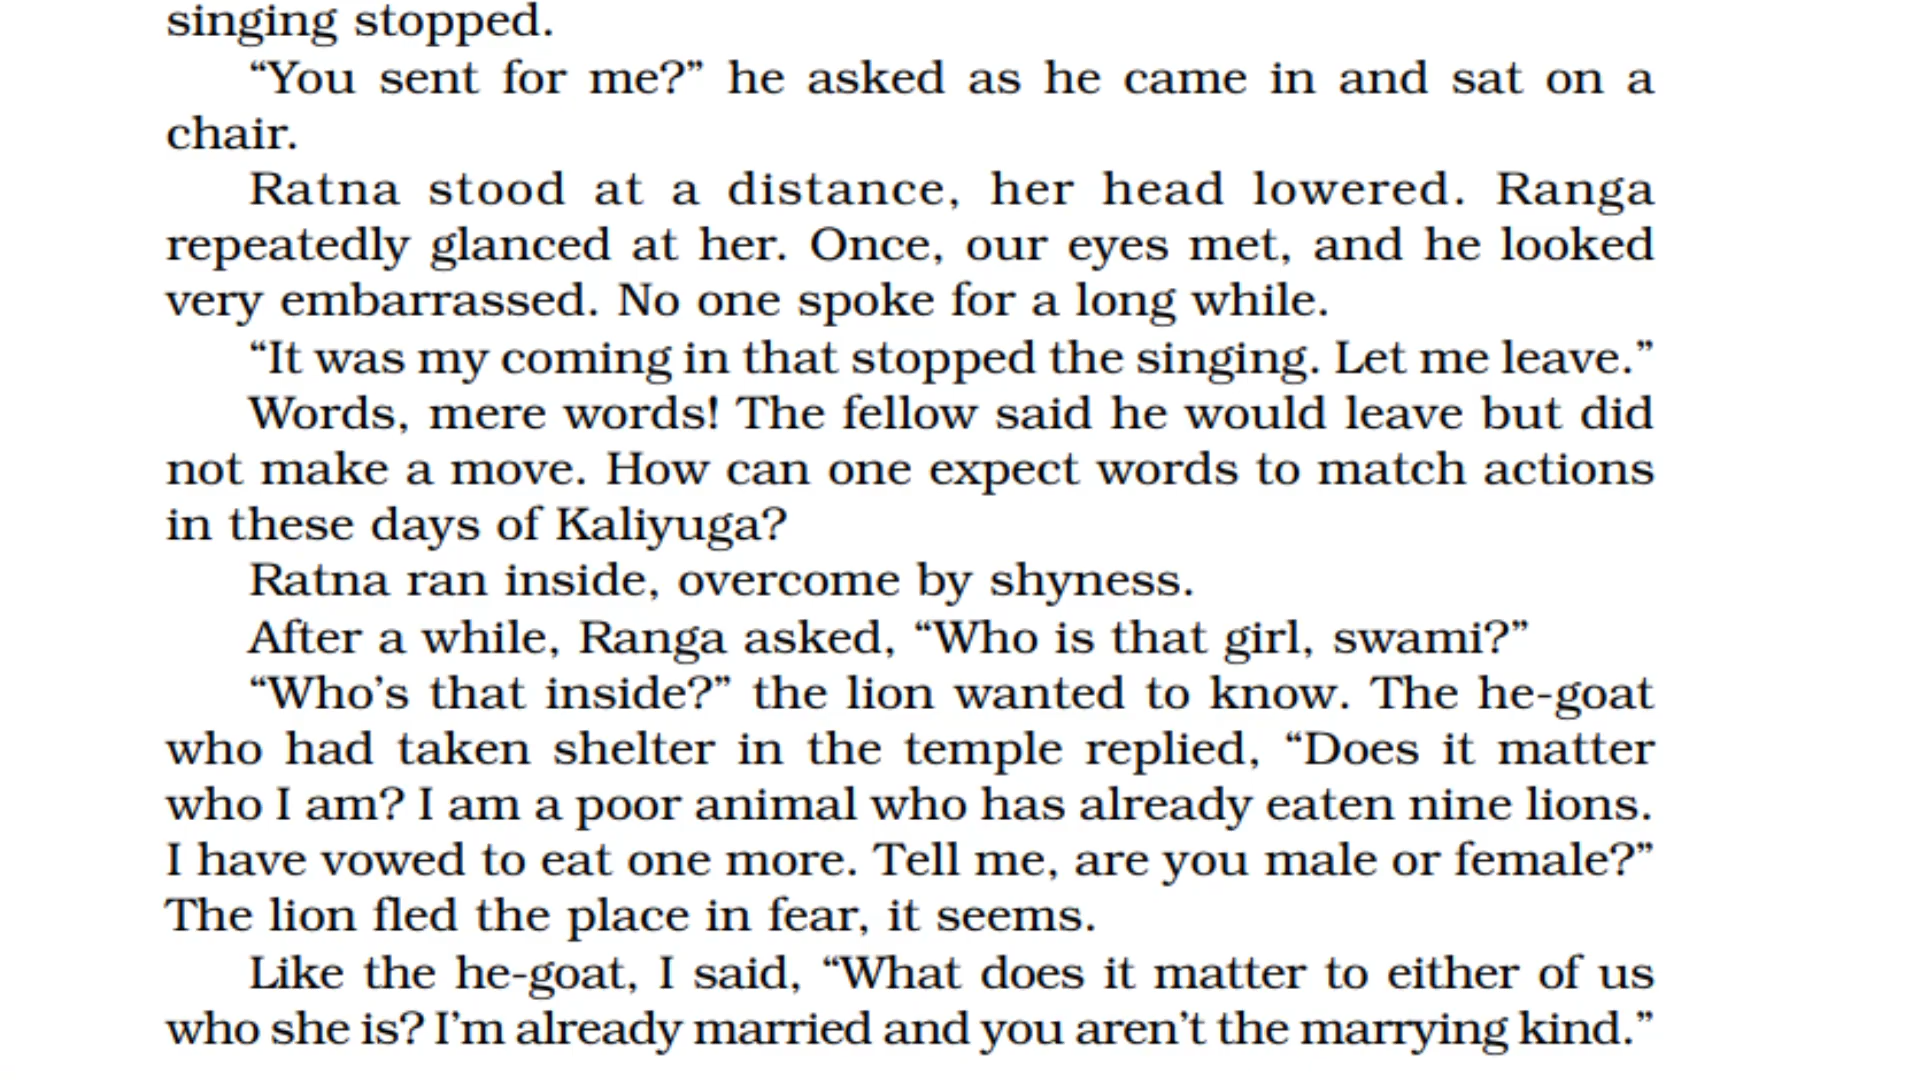 singing stopped.
“You sent for me?” he asked as he came in and sat on a
chair.
Ratna stood at a distance, her head lowered. Ranga
repeatedly glanced at her. Once, our eyes met, and he looked
very embarrassed. No one spoke for a long while.
“It was my coming in that stopped the singing. Let me leave.”
Words, mere words! The fellow said he would leave but did
not make a move. How can one expect words to match actions
in these days of Kaliyuga?
Ratna ran inside, overcome by shyness.
After a while, Ranga asked, “Who is that girl, swami?”
“Who’s that inside?” the lion wanted to know. The he-goat
who had taken shelter in the temple replied, “Does it matter
who I am? I am a poor animal who has already eaten nine lions.
I have vowed to eat one more. Tell me, are you male or female?”
The lion fled the place in fear, it seems.
Like the he-goat, I said, “What does it matter to either of us
who she is? I’m already married and you aren’t the marrying kind.”